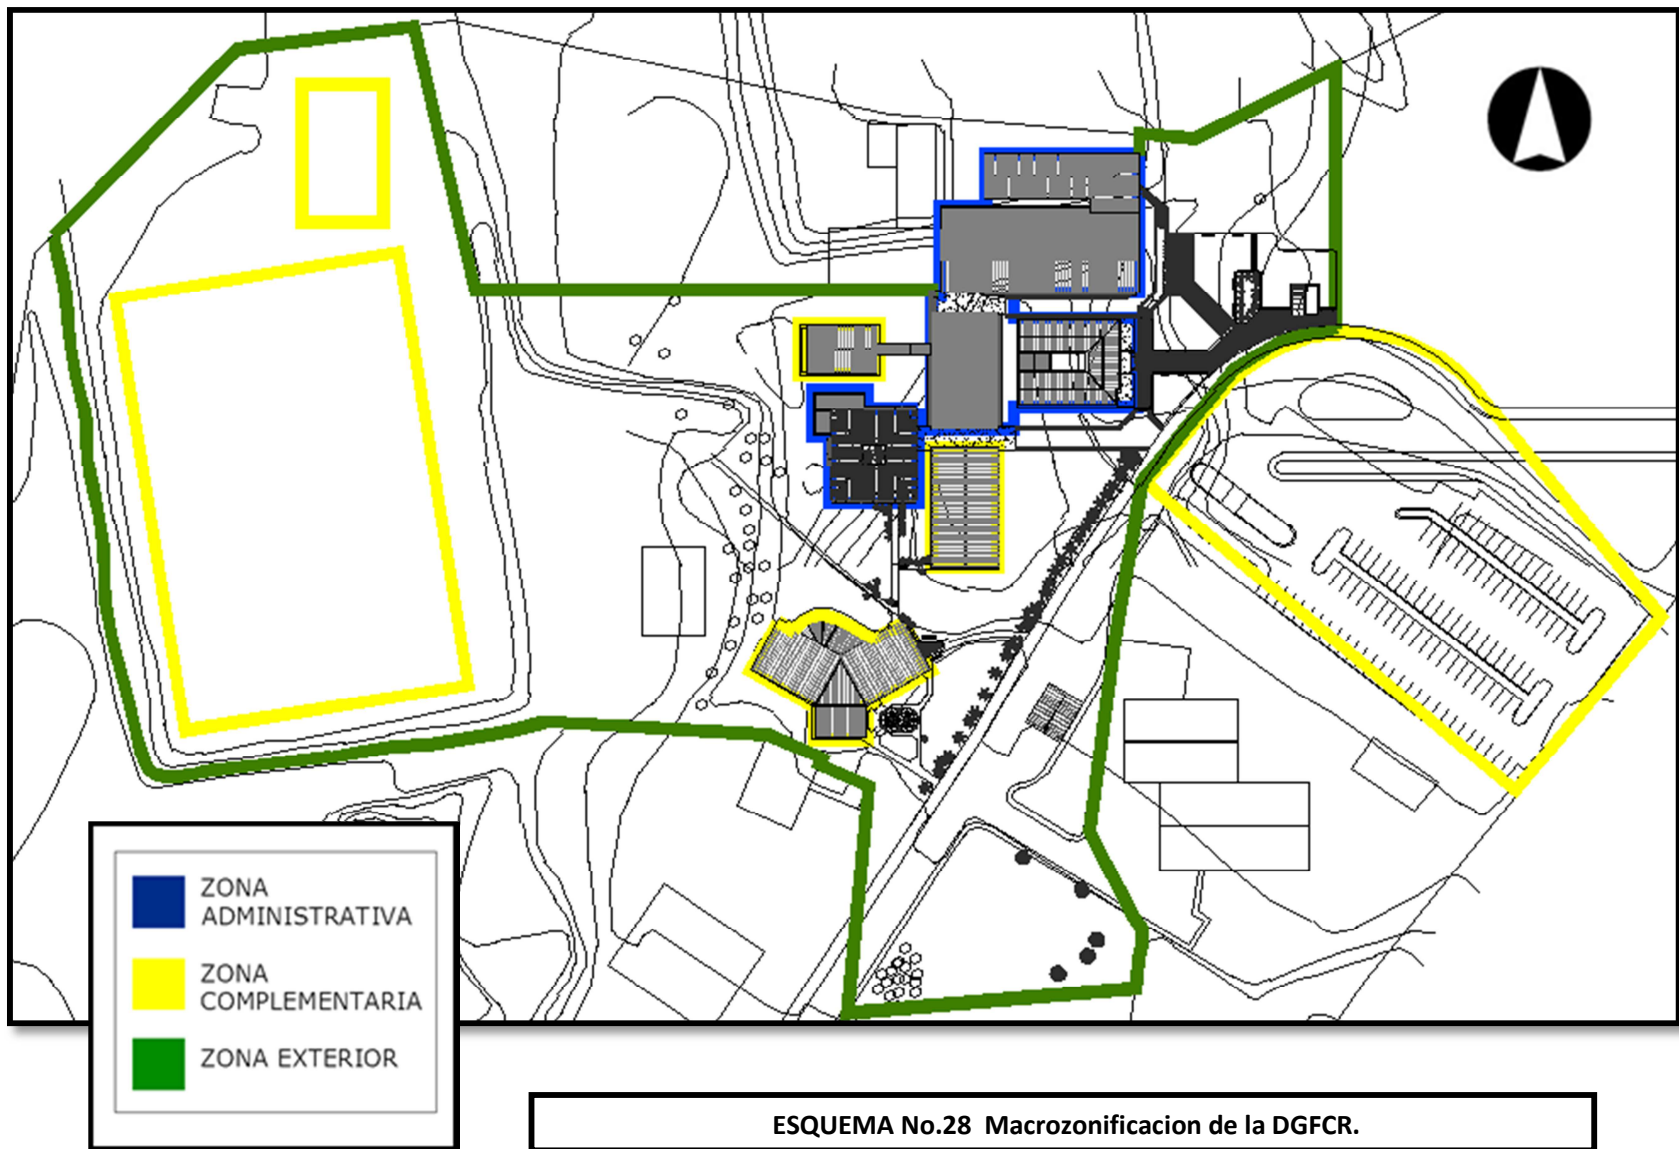 ZONA
ADMINISTRATIVA
ZONA
COMPLEMENTARIA
ZONA EXTERIOR
ESQUEMA No.28 Macrozonificacion de la DGFCR.